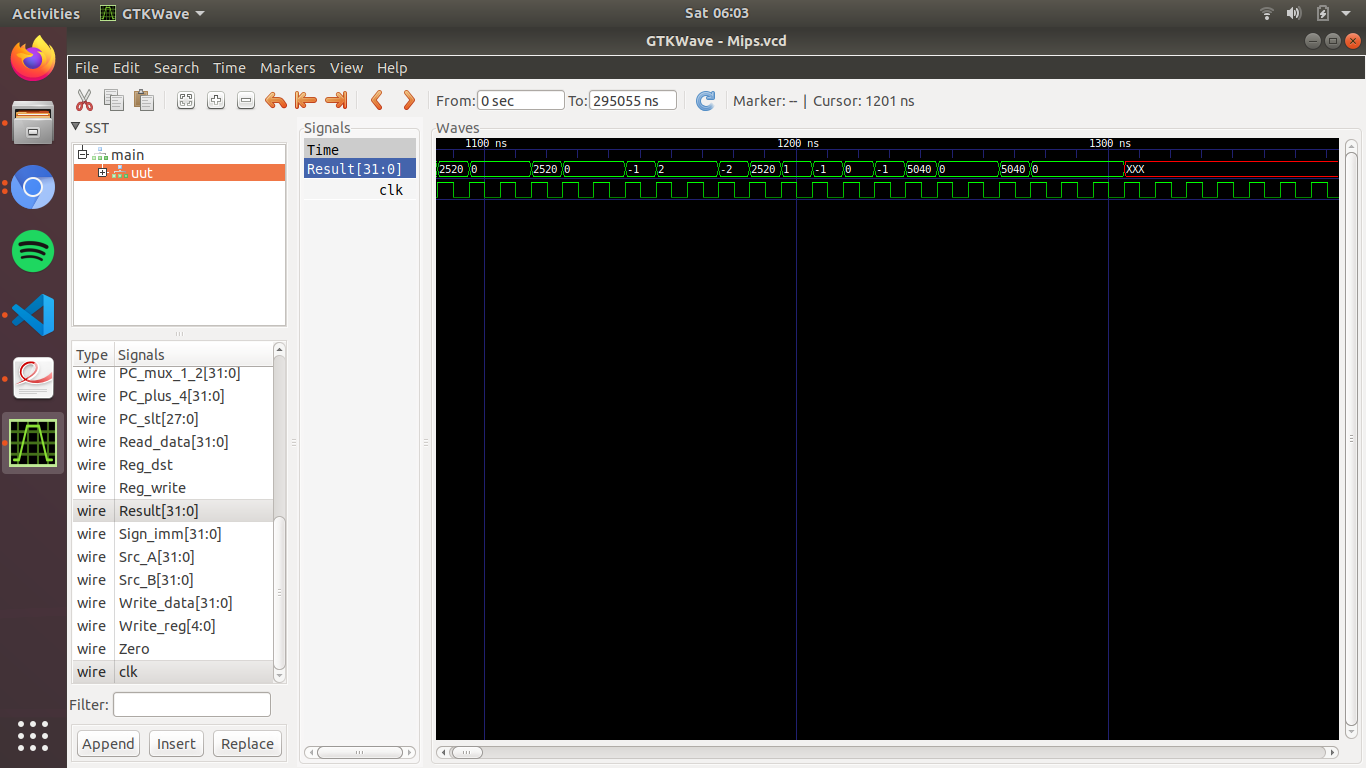 Activities GTKWave Sat 06:03
GTKWave - Mips.vcd
File Edit Search Time Markers View Help
From: 0 sec To: 295055 ns Marker: -- | Cursor: 1201 ns
SST
main
uut
Type Signals
wire PC_mux_1_2[31:0]
wire PC_plus_4[31:0]
wire PC_slt[27:0]
wire Read_data[31:0]
wire Reg_dst
wire Reg_write
wire Result[31:0]
wire Sign_imm[31:0]
wire Src_A[31:0]
wire Src_B[31:0]
wire Write_data[31:0]
wire Write_reg[4:0]
wire Zero
wire clk
Filter:
Append Insert Replace
Signals
Time
Result[31:0]
clk
Waves
1100 ns 1200 ns 1300 ns
2520 0 2520 0 -1 2 -2 2520 1 -1 0 -1 5040 0 5040 0 XXX